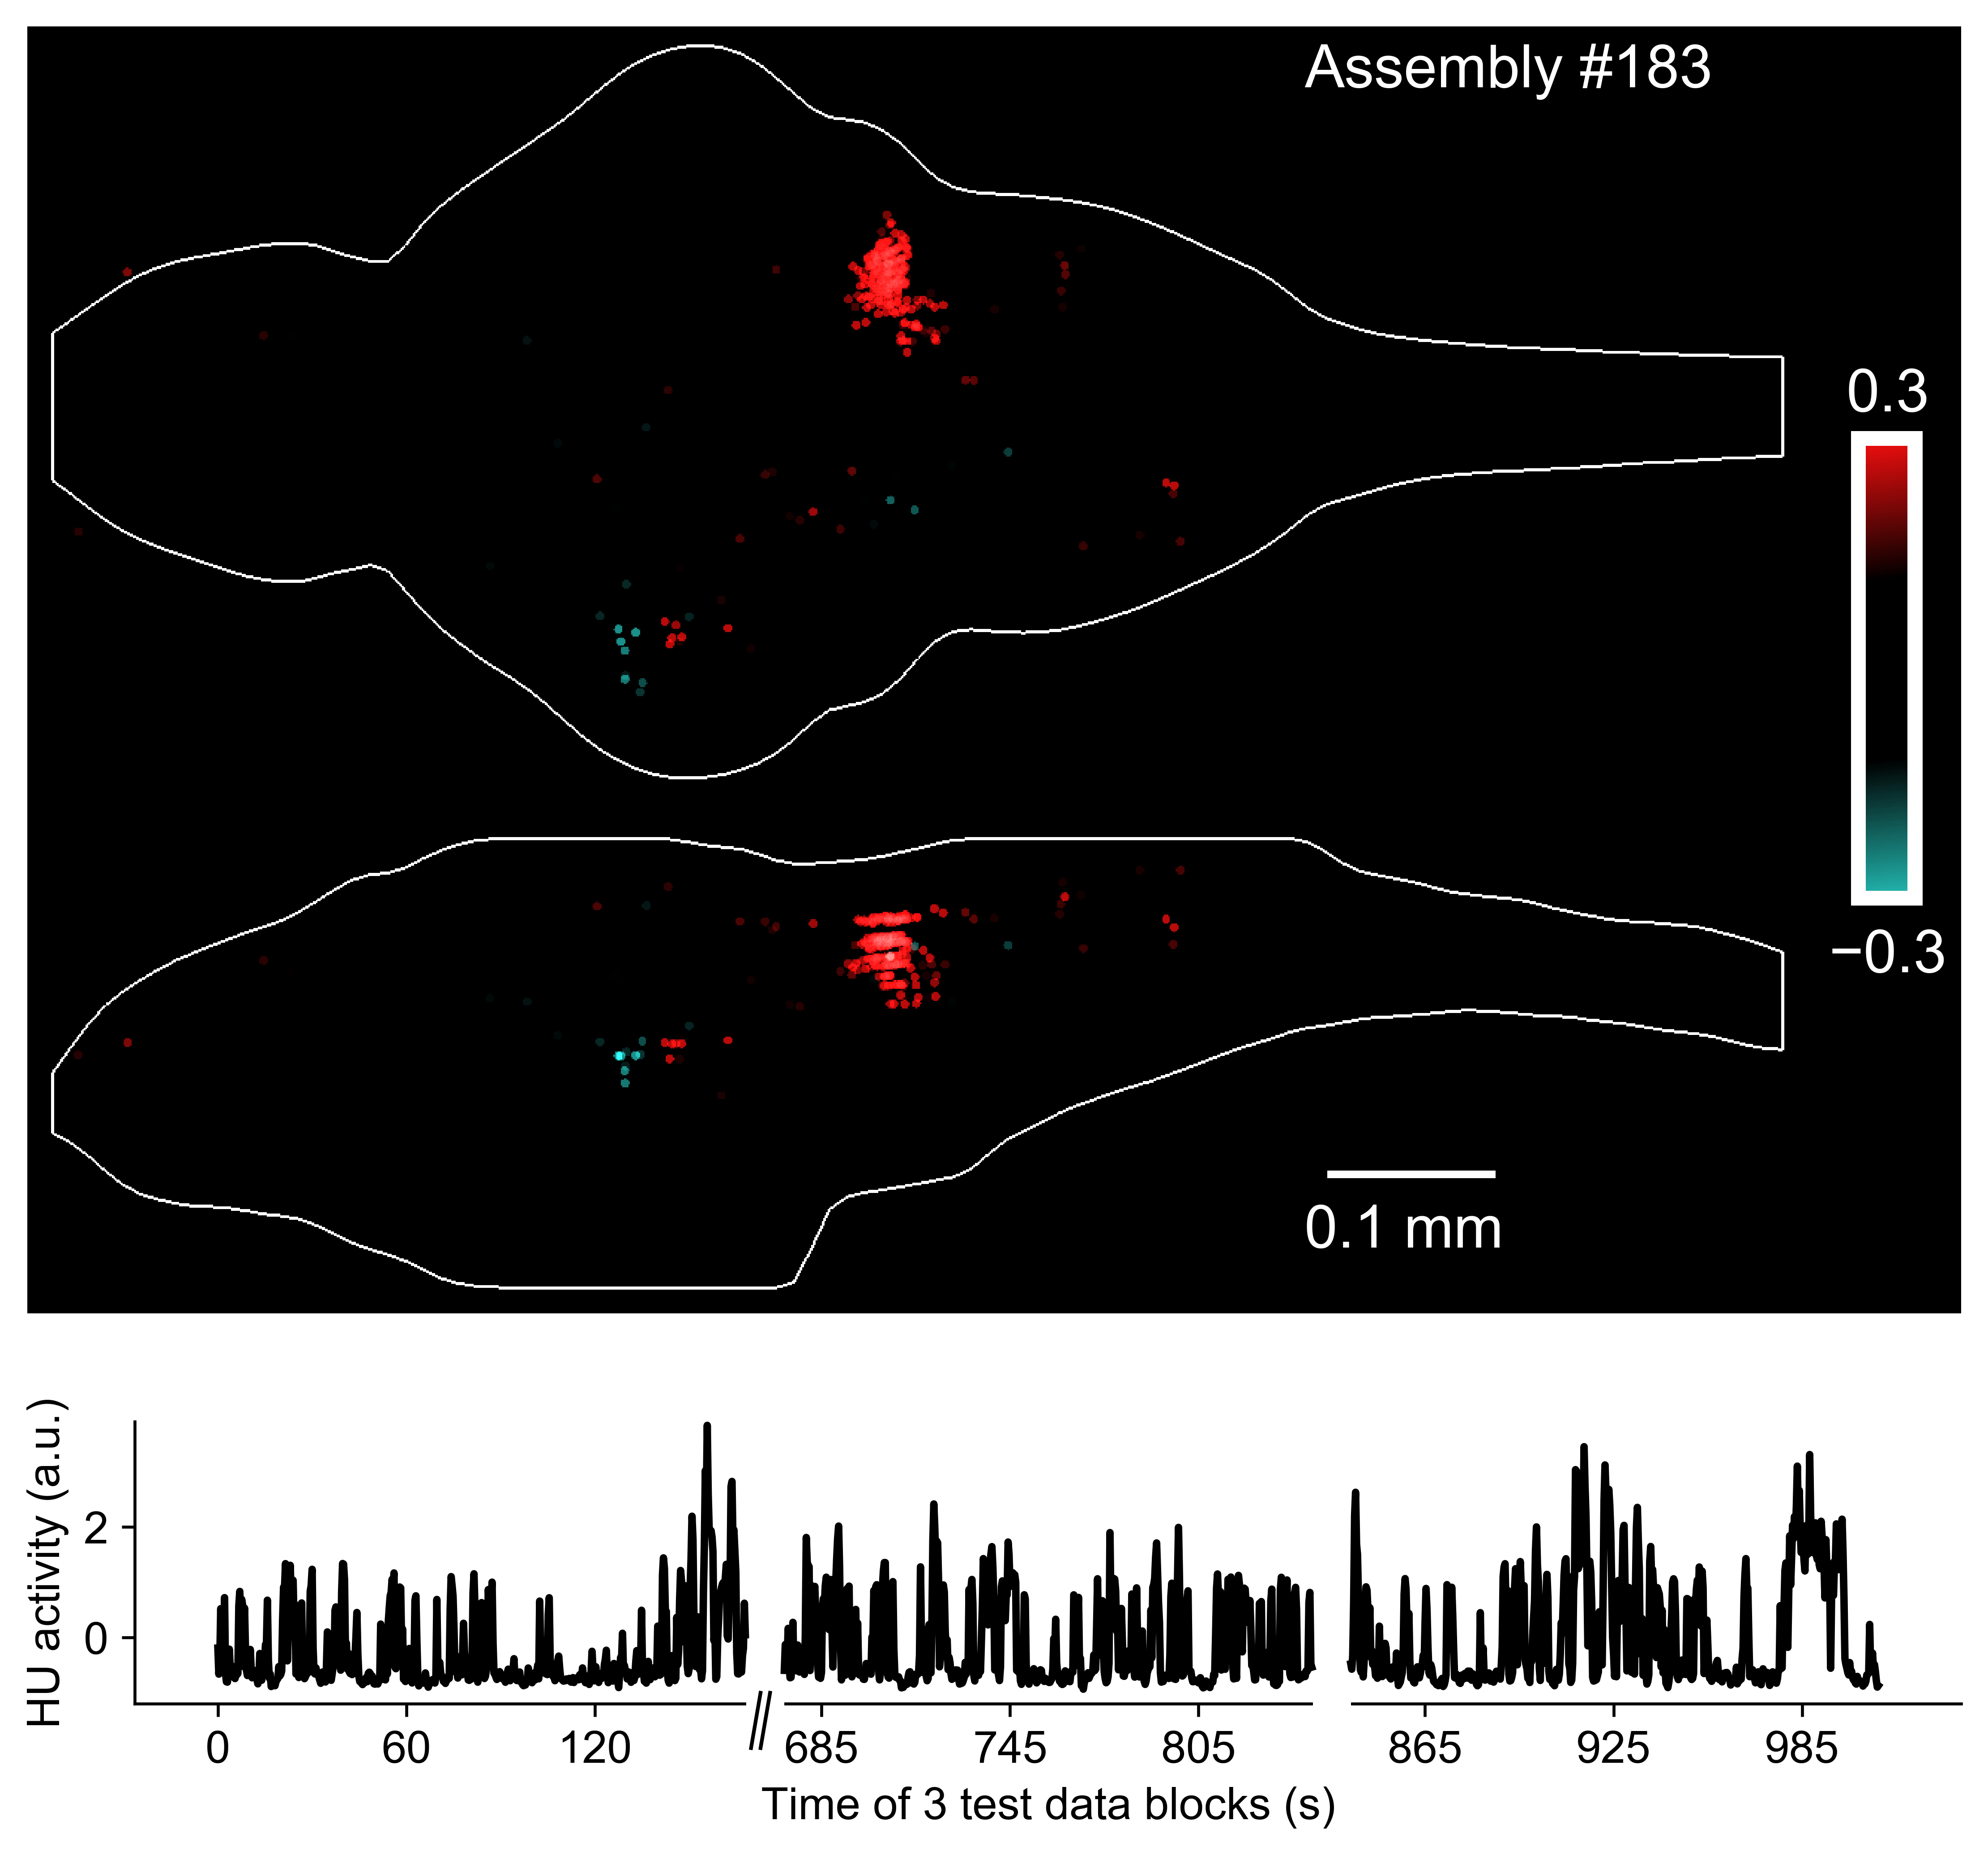 Assembly #183
0.3
−0.3
0.1 mm
HU activity (a.u.)
2
0
0 60 120 685 745 805 865 925 985
Time of 3 test data blocks (s)